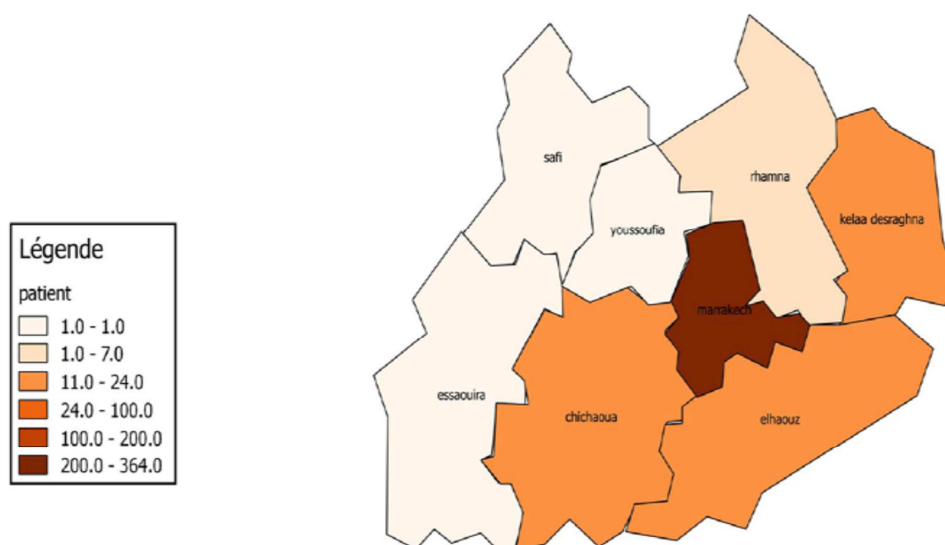 Légende
patient
1.0 - 1.0
1.0 - 7.0
11.0 - 24.0
24.0 - 100.0
100.0 - 200.0
200.0 - 364.0
safi
rhamna
kelaa desraghna
youssoufia
marrakech
essaouira
chichaoua
elhaouz